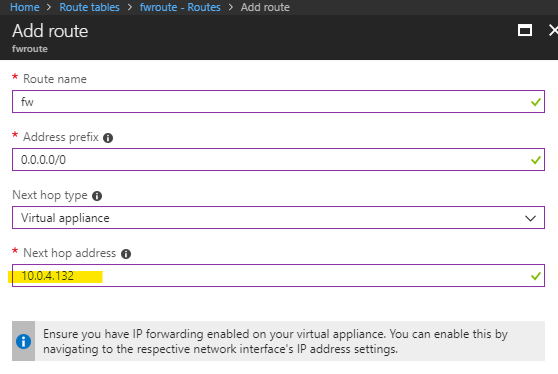 Home > Route tables > fwroute - Routes > Add route
Add route
fwroute
* Route name
fw
* Address prefix
0.0.0.0/0
Next hop type
Virtual appliance
* Next hop address
10.0.4.132
Ensure you have IP forwarding enabled on your virtual appliance. You can enable this by
navigating to the respective network interface's IP address settings.